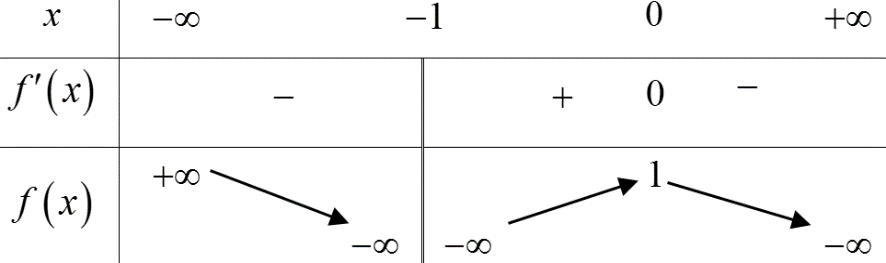 x −∞ −1 0 +∞
f′(x) − + 0 −
+∞ 1
f(x)
−∞ −∞ −∞